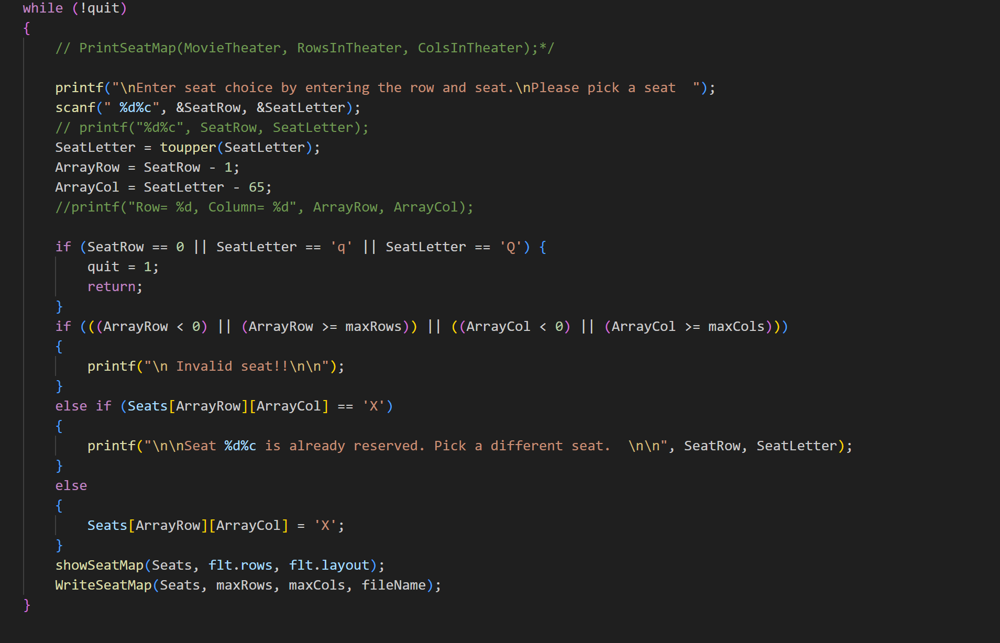 while (!quit)
{
    // PrintSeatMap(MovieTheater, RowsInTheater, ColsInTheater);*/

    printf("\nEnter seat choice by entering the row and seat.\nPlease pick a seat  ");
    scanf(" %d%c", &SeatRow, &SeatLetter);
    // printf("%d%c", SeatRow, SeatLetter);
    SeatLetter = toupper(SeatLetter);
    ArrayRow = SeatRow - 1;
    ArrayCol = SeatLetter - 65;
    //printf("Row= %d, Column= %d", ArrayRow, ArrayCol);

    if (SeatRow == 0 || SeatLetter == 'q' || SeatLetter == 'Q') {
        quit = 1;
        return;
    }
    if (((ArrayRow < 0) || (ArrayRow >= maxRows)) || ((ArrayCol < 0) || (ArrayCol >= maxCols)))
    {
        printf("\n Invalid seat!!\n\n");
    }
    else if (Seats[ArrayRow][ArrayCol] == 'X')
    {
        printf("\n\nSeat %d%c is already reserved. Pick a different seat.  \n\n", SeatRow, SeatLetter);
    }
    else
    {
        Seats[ArrayRow][ArrayCol] = 'X';
    }
    showSeatMap(Seats, flt.rows, flt.layout);
    WriteSeatMap(Seats, maxRows, maxCols, fileName);
}